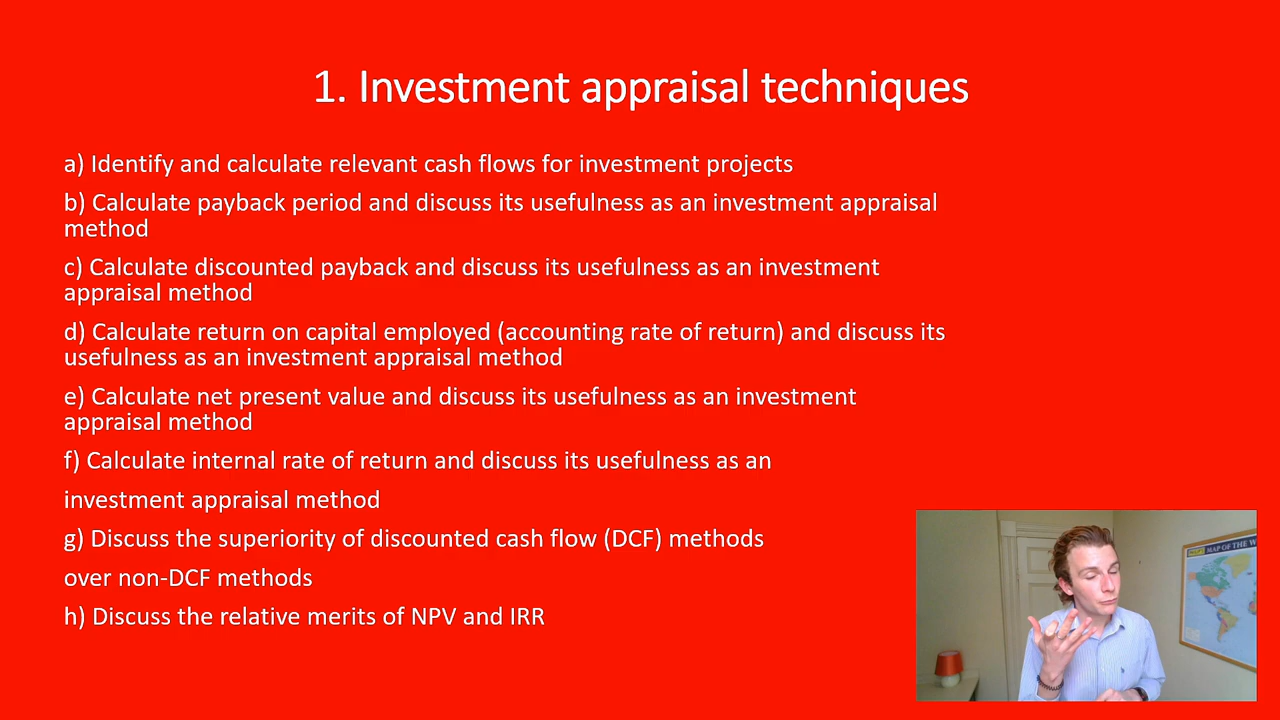 1. Investment appraisal techniques
a) Identify and calculate relevant cash flows for investment projects
b) Calculate payback period and discuss its usefulness as an investment appraisal
method
c) Calculate discounted payback and discuss its usefulness as an investment
appraisal method
d) Calculate return on capital employed (accounting rate of return) and discuss its
usefulness as an investment appraisal method
e) Calculate net present value and discuss its usefulness as an investment
appraisal method
f) Calculate internal rate of return and discuss its usefulness as an
investment appraisal method
g) Discuss the superiority of discounted cash flow (DCF) methods
over non-DCF methods
h) Discuss the relative merits of NPV and IRR
MAP OF THE W